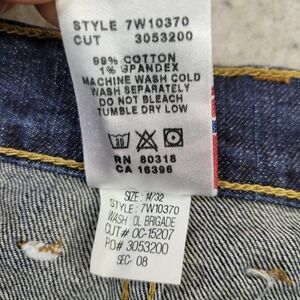 STYLE 7W10370
CUT 3053200
99% COTTON
1% SPANDEX
MACHINE WASH COLD
WASH SEPARATELY
DO NOT BLEACH
TUMBLE DRY LOW
30
RN 80318
CA 16396
SIZE: 14/32
STYLE: 7W10370
WASH: OL BRIGADE
CUT# OC-15207
PO# 3053200
SEC- 08